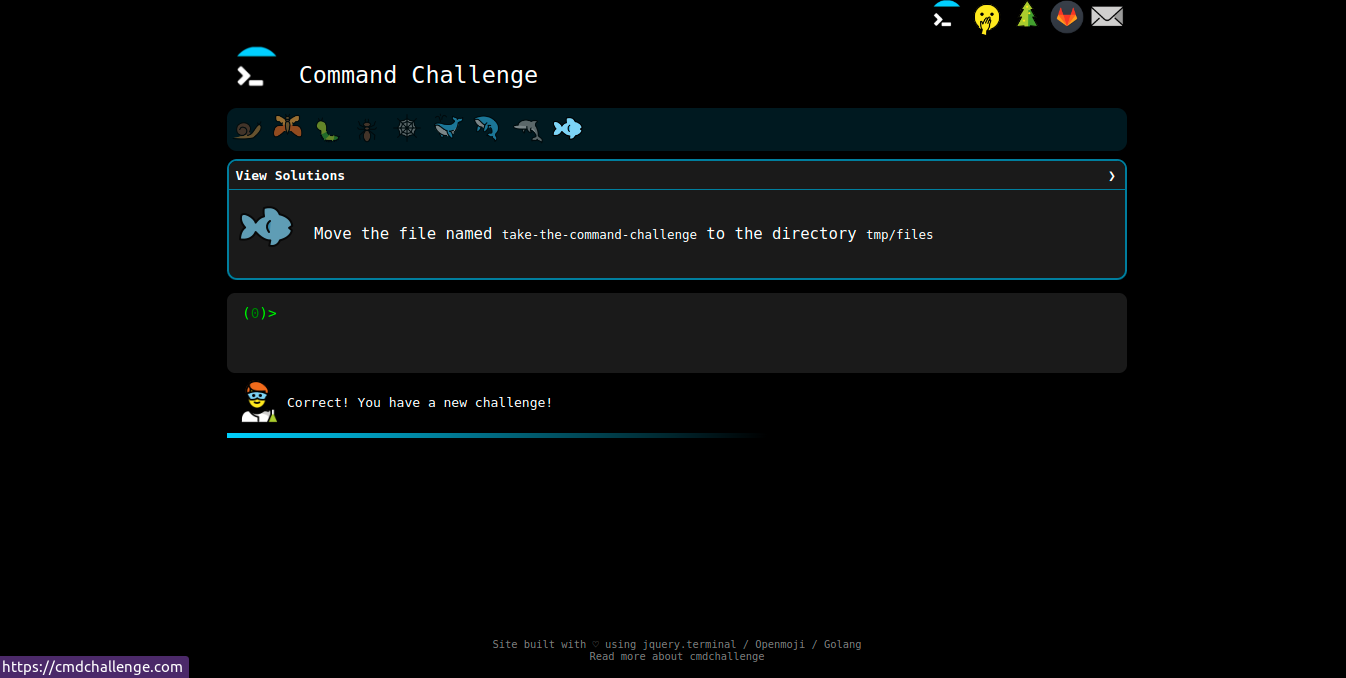 Command Challenge
View Solutions ❯
Move the file named take-the-command-challenge to the directory tmp/files
(0)>
Correct! You have a new challenge!
Site built with ♡ using jquery.terminal / Openmoji / Golang
Read more about cmdchallenge
https://cmdchallenge.com